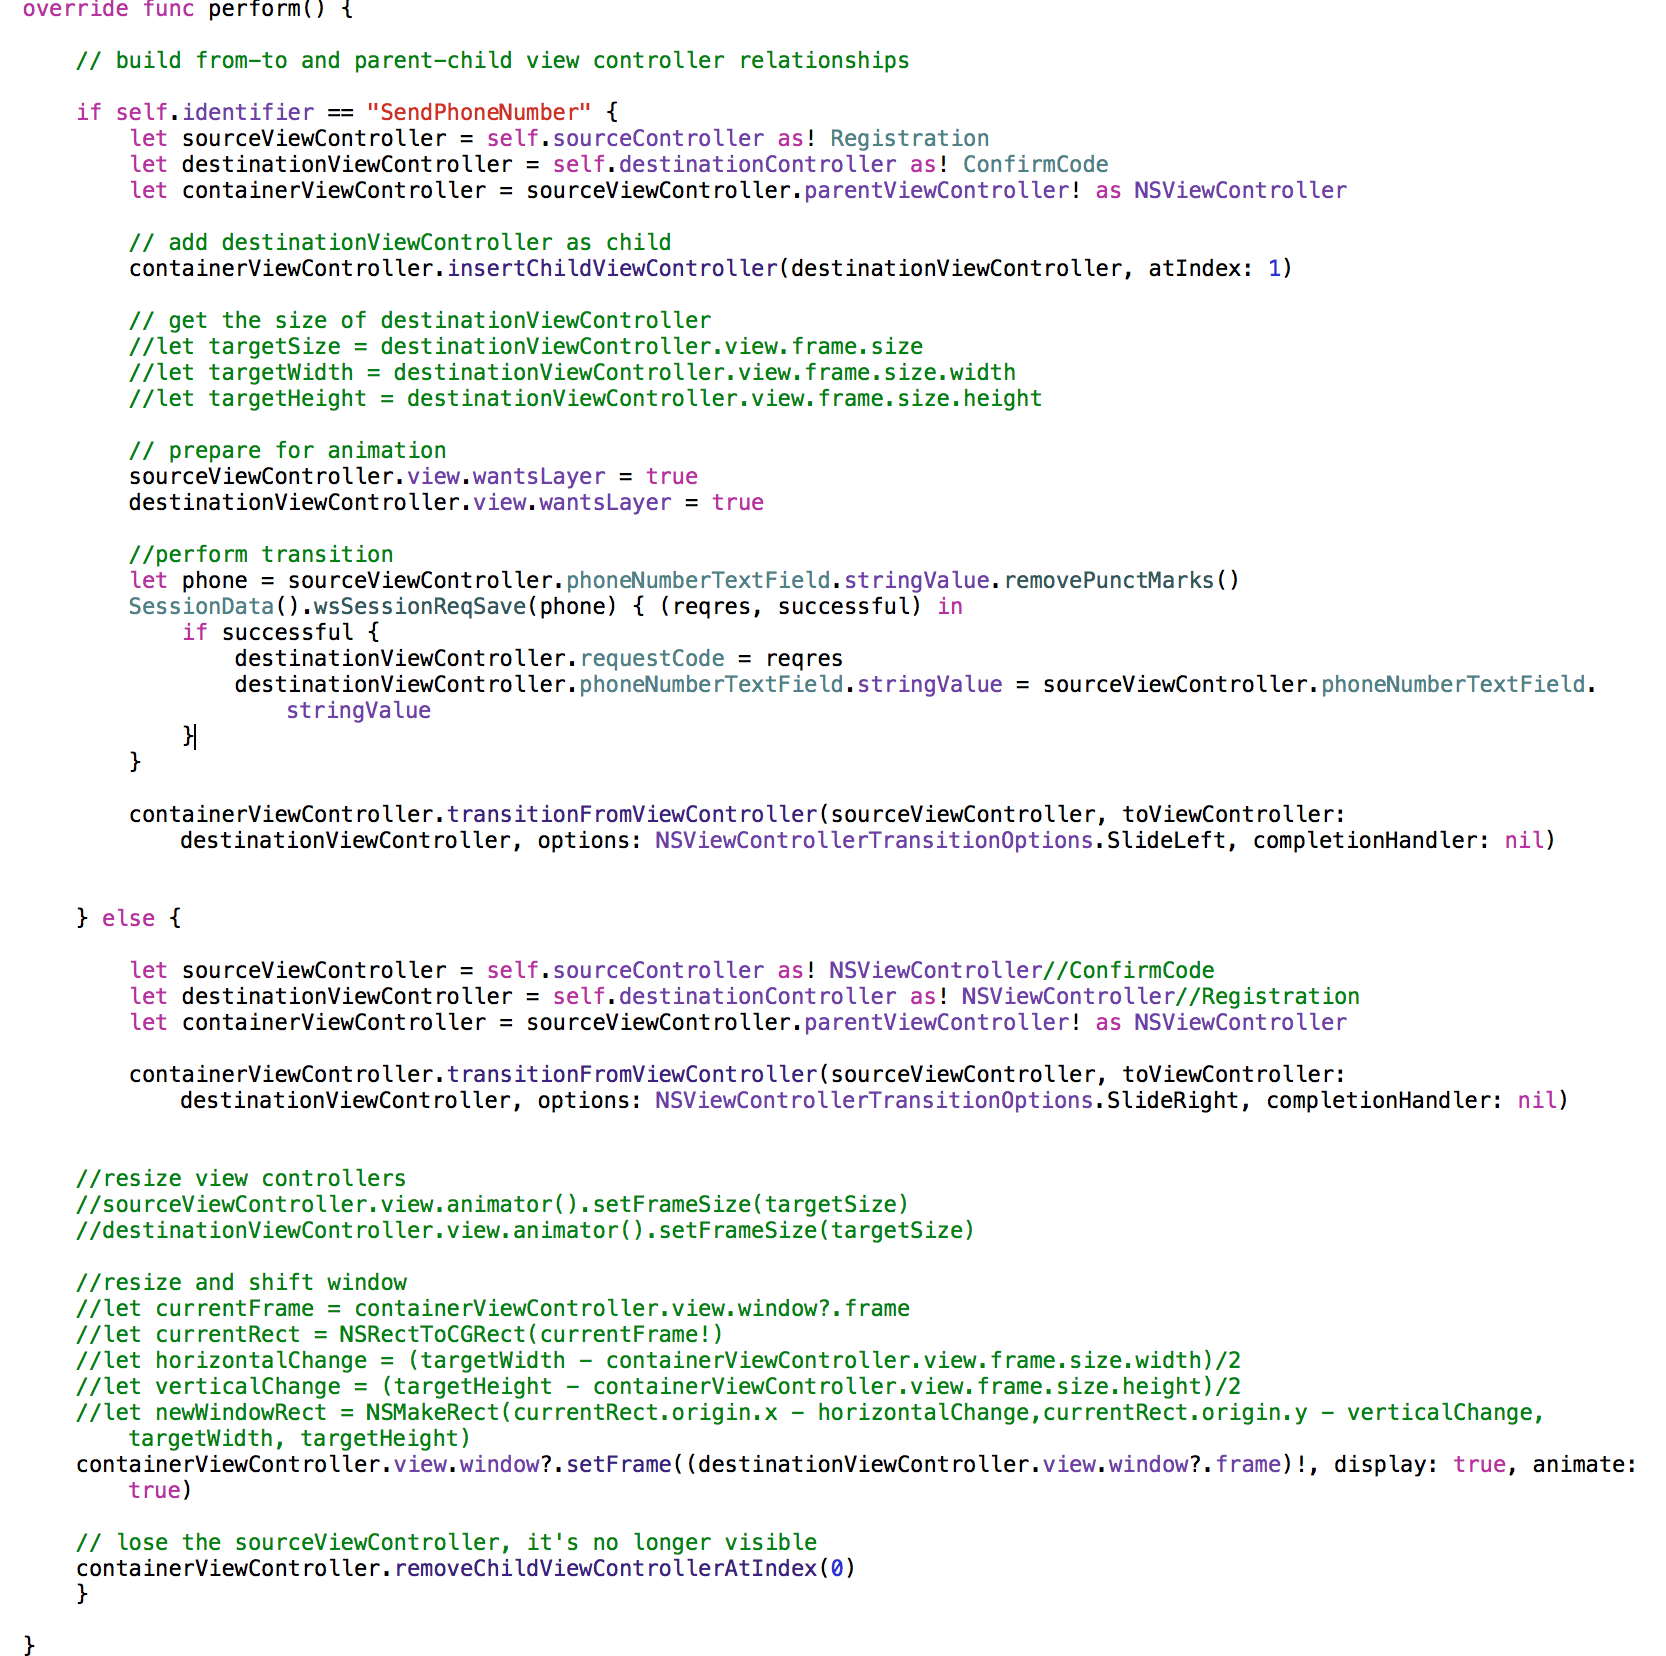 override func perform() {
// build from-to and parent-child view controller relationships
if self.identifier == "SendPhoneNumber" {
let sourceViewController = self.sourceController as! Registration
let destinationViewController = self.destinationController as! ConfirmCode
let containerViewController = sourceViewController.parentViewController! as NSViewController
// add destinationViewController as child
containerViewController.insertChildViewController(destinationViewController, atIndex: 1)
// get the size of destinationViewController
//let targetSize = destinationViewController.view.frame.size
//let targetWidth = destinationViewController.view.frame.size.width
//let targetHeight = destinationViewController.view.frame.size.height
// prepare for animation
sourceViewController.view.wantsLayer = true
destinationViewController.view.wantsLayer = true
//perform transition
let phone = sourceViewController.phoneNumberTextField.stringValue.removePunctMarks()
SessionData().wsSessionReqSave(phone) { (reqres, successful) in
if successful {
destinationViewController.requestCode = reqres
destinationViewController.phoneNumberTextField.stringValue = sourceViewController.phoneNumberTextField.
stringValue
}
}
containerViewController.transitionFromViewController(sourceViewController, toViewController:
destinationViewController, options: NSViewControllerTransitionOptions.SlideLeft, completionHandler: nil)
} else {
let sourceViewController = self.sourceController as! NSViewController//ConfirmCode
let destinationViewController = self.destinationController as! NSViewController//Registration
let containerViewController = sourceViewController.parentViewController! as NSViewController
containerViewController.transitionFromViewController(sourceViewController, toViewController:
destinationViewController, options: NSViewControllerTransitionOptions.SlideRight, completionHandler: nil)
//resize view controllers
//sourceViewController.view.animator().setFrameSize(targetSize)
//destinationViewController.view.animator().setFrameSize(targetSize)
//resize and shift window
//let currentFrame = containerViewController.view.window?.frame
//let currentRect = NSRectToCGRect(currentFrame!)
//let horizontalChange = (targetWidth - containerViewController.view.frame.size.width)/2
//let verticalChange = (targetHeight - containerViewController.view.frame.size.height)/2
//let newWindowRect = NSMakeRect(currentRect.origin.x - horizontalChange,currentRect.origin.y - verticalChange,
targetWidth, targetHeight)
containerViewController.view.window?.setFrame((destinationViewController.view.window?.frame)!, display: true, animate:
true)
// lose the sourceViewController, it's no longer visible
containerViewController.removeChildViewControllerAtIndex(0)
}
}